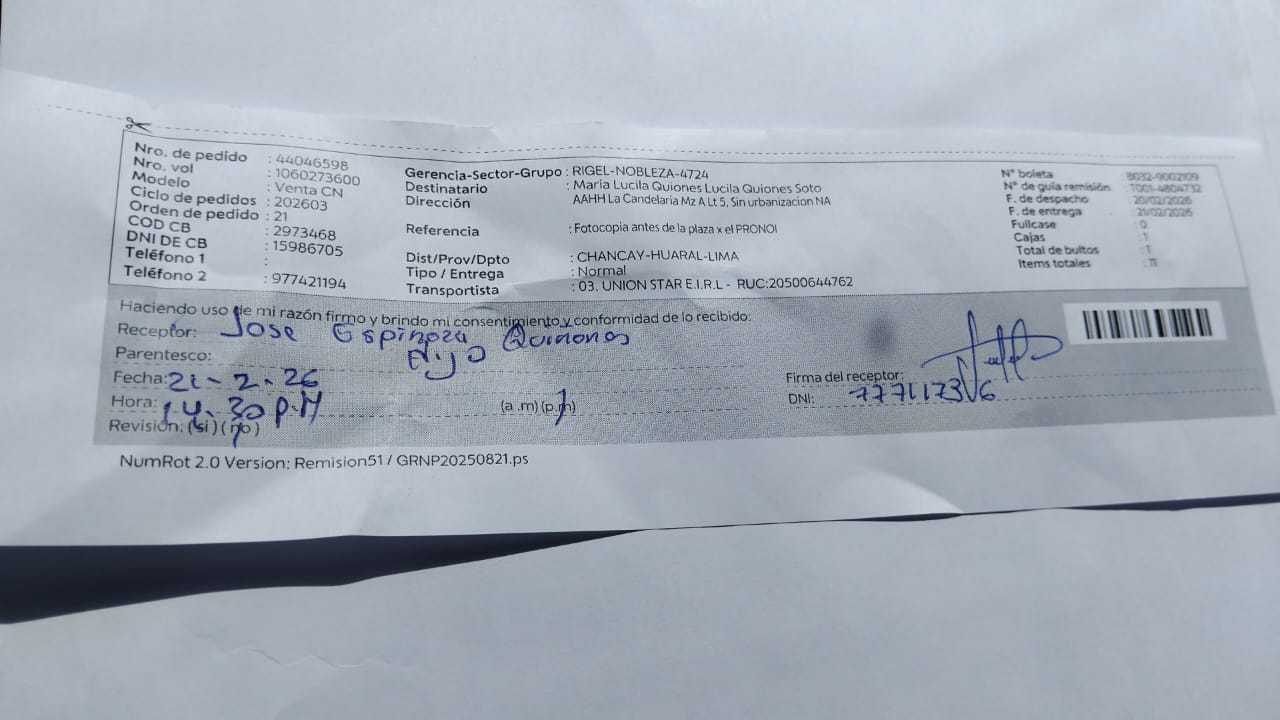 Nro. de pedido : 44046598
Nro. vol : 1060273600
Modelo : Venta CN
Ciclo de pedidos : 202603
Orden de pedido : 21
COD CB : 2973468
DNI DE CB : 15986705
Teléfono 1 :
Teléfono 2 : 977421194
Gerencia-Sector-Grupo : RIGEL-NOBLEZA-4724
Destinatario : Maria Lucila Quiones Lucila Quiones Soto
Dirección AAHH La Candelaria Mz A Lt 5, Sin urbanizacion NA
Referencia : Fotocopia antes de la plaza x el PRONOI
Dist/Prov/Dpto : CHANCAY-HUARAL-LIMA
Tipo / Entrega : Normal
Transportista : 03. UNION STAR E.I.R.L - RUC:20500644762
N° boleta : B032-9002109
N° de guía remisión : T001-4804732
F. de despacho : 20/02/2026
F. de entrega : 21/02/2026
Fullcase : 0
Cajas : 1
Total de bultos : 1
Items totales : 11
Haciendo uso de mi razón firmo y brindo mi consentimiento y conformidad de lo recibido:
Receptor: Jose Espinoza Quiñones
Parentesco: Hijo
Fecha: 21-2-26
Hora: 14.30 P.M (a .m) (p.m)
Revisión: (si) (no)
Firma del receptor:
DNI:
NumRot 2.0 Version: Remision51 / GRNP20250821.ps